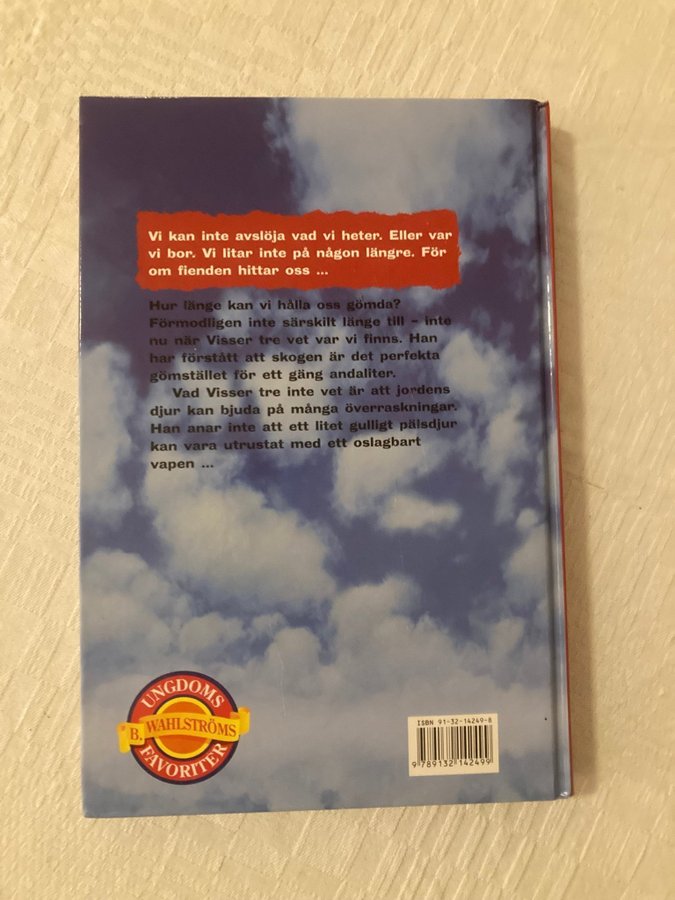 Vi kan inte avslöja vad vi heter. Eller var
vi bor. Vi litar inte på någon längre. För
om fienden hittar oss ...
Hur länge kan vi hålla oss gömda?
Förmodligen inte särskilt länge till – inte
nu när Visser tre vet var vi finns. Han
har förstått att skogen är det perfekta
gömstället för ett gäng andaliter.
Vad Visser tre inte vet är att jordens
djur kan bjuda på många överraskningar.
Han anar inte att ett litet gulligt pälsdjur
kan vara utrustat med ett oslagbart
vapen ...
UNGDOMS
B. WAHLSTRÖMS
FAVORITER
ISBN 91-32-14249-8
9 789132 142499